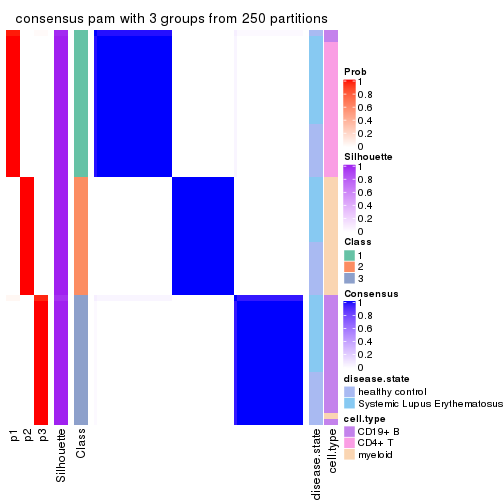 consensus pam with 3 groups from 250 partitions
Prob
1
0.8
0.6
0.4
0.2
0
Silhouette
1
0.8
0.6
0.4
0.2
0
Class
1
2
3
Consensus
1
0.8
0.6
0.4
0.2
0
disease.state
healthy control
Systemic Lupus Erythematosus
cell.type
CD19+ B
CD4+ T
myeloid
p1
p2
p3
Silhouette
Class
disease.state
cell.type